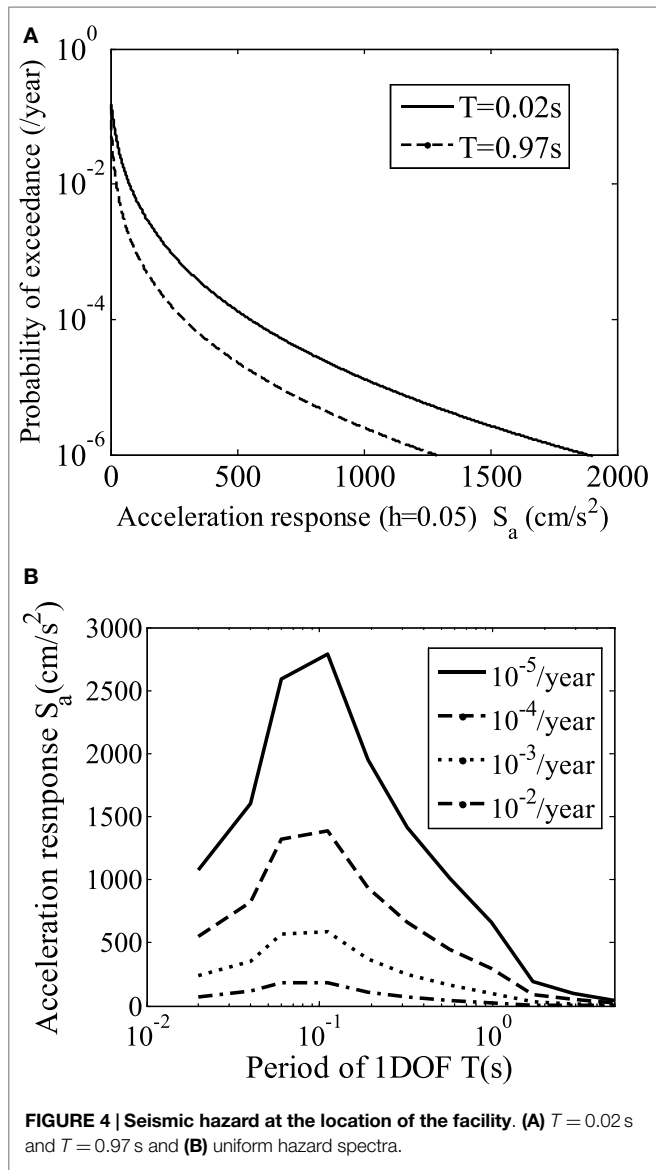 A
Probability of exceedance (/year)
10^0
10^-2
10^-4
10^-6
T=0.02s
T=0.97s
0 500 1000 1500 2000
Acceleration response (h=0.05) S_a (cm/s^2)
B
Acceleration resnponse S_a (cm/s^2)
3000
2500
2000
1500
1000
500
0
10^-5/year
10^-4/year
10^-3/year
10^-2/year
10^-2 10^-1 10^0
Period of 1DOF T(s)
FIGURE 4 | Seismic hazard at the location of the facility. (A) T = 0.02 s
and T = 0.97 s and (B) uniform hazard spectra.